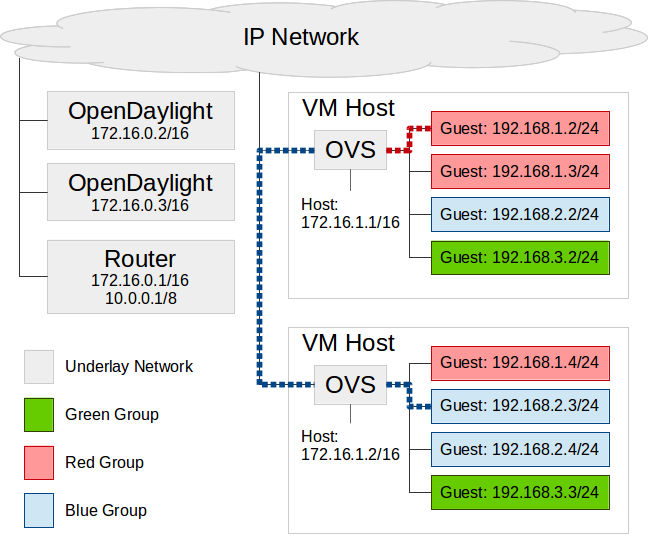 IP Network
OpenDaylight
172.16.0.2/16
OpenDaylight
172.16.0.3/16
Router
172.16.0.1/16
10.0.0.1/8
Underlay Network
Green Group
Red Group
Blue Group
VM Host
OVS
Host:
172.16.1.1/16
Guest: 192.168.1.2/24
Guest: 192.168.1.3/24
Guest: 192.168.2.2/24
Guest: 192.168.3.2/24
VM Host
OVS
Host:
172.16.1.2/16
Guest: 192.168.1.4/24
Guest: 192.168.2.3/24
Guest: 192.168.2.4/24
Guest: 192.168.3.3/24